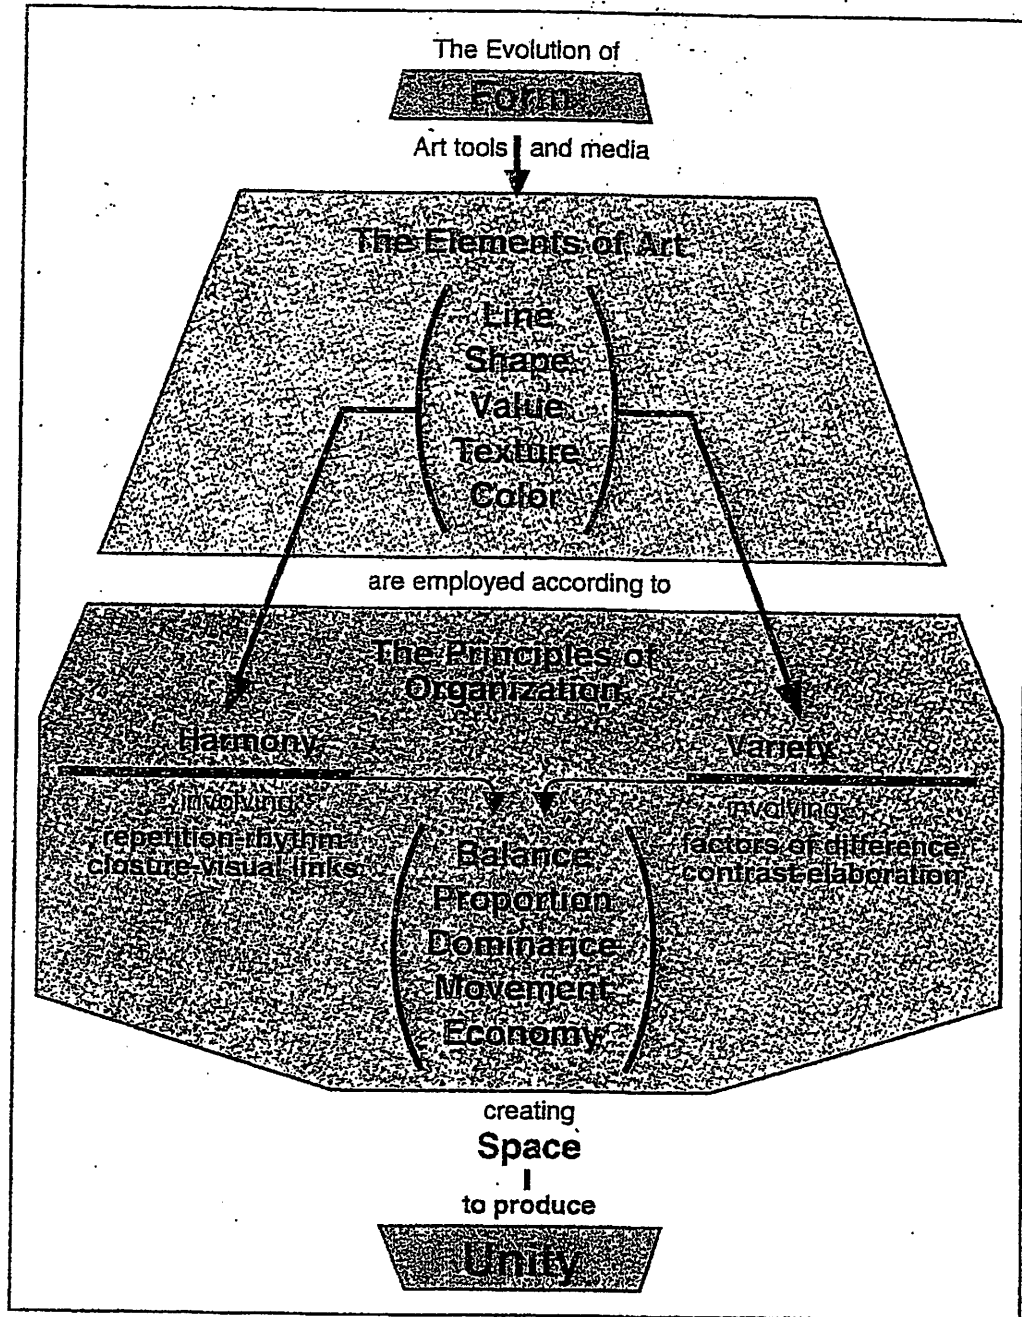 The Evolution of
Form
Art tools and media
The Elements of Art
Line
Shape
Value
Texture
Color
are employed according to
The Principles of
Organization
Harmony
involving
repetition-rhythm
closure-visual links
Variety
involving
factors of difference
contrast-elaboration
Balance
Proportion
Dominance
Movement
Economy
creating
Space
to produce
Unity